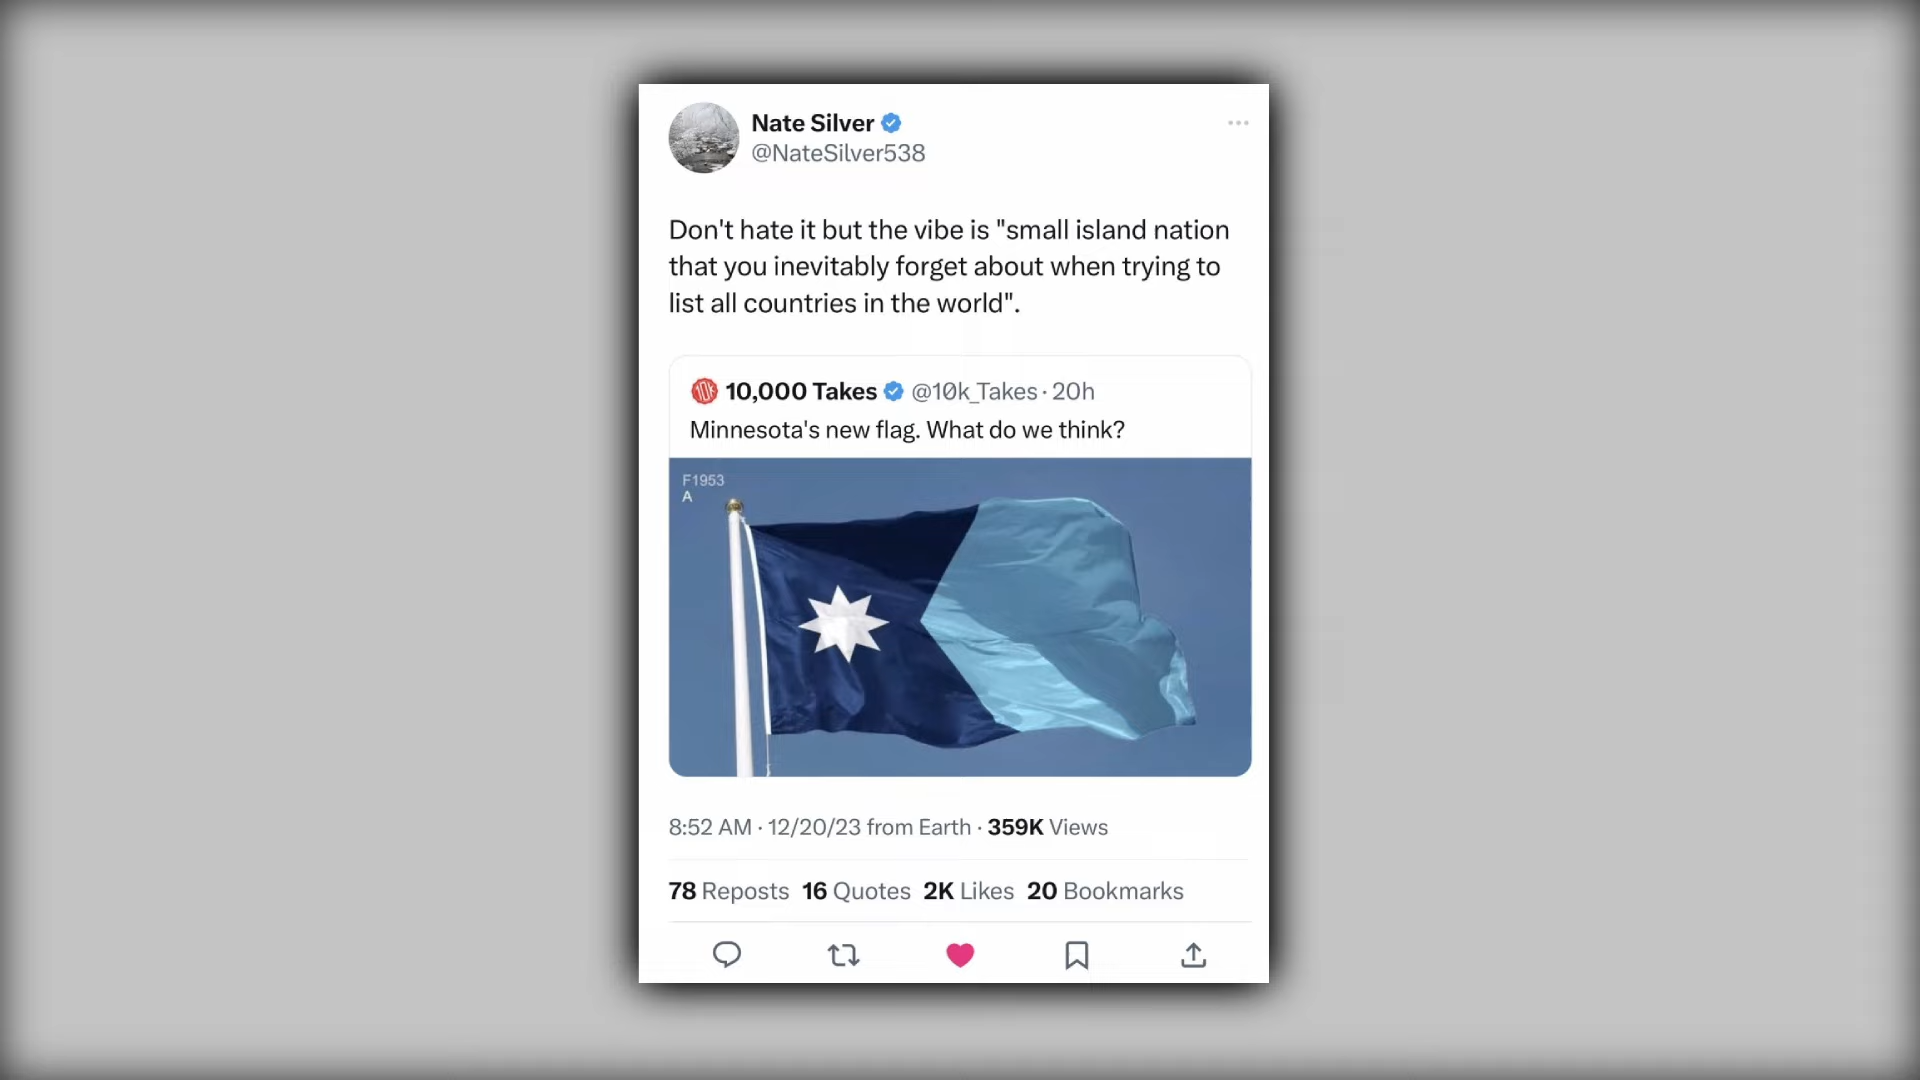 Nate Silver
@NateSilver538
Don't hate it but the vibe is "small island nation
that you inevitably forget about when trying to
list all countries in the world".
10k 10,000 Takes @10k_Takes · 20h
Minnesota's new flag. What do we think?
F1953
A
8:52 AM · 12/20/23 from Earth · 359K Views
78 Reposts 16 Quotes 2K Likes 20 Bookmarks